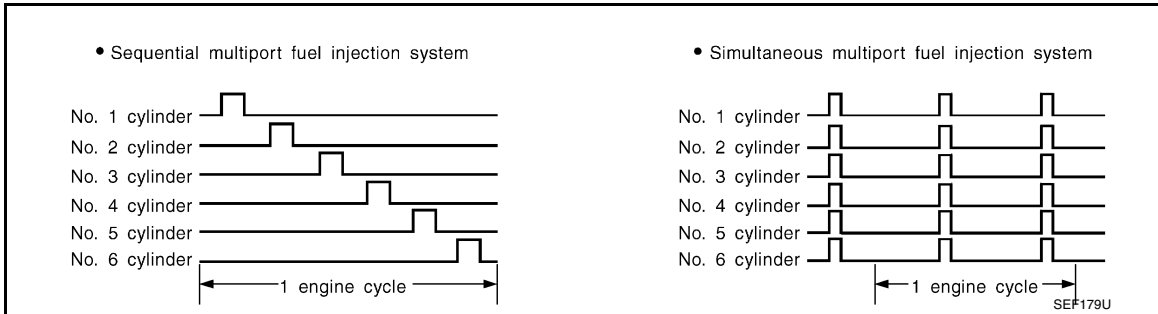 • Sequential multiport fuel injection system
No. 1 cylinder
No. 2 cylinder
No. 3 cylinder
No. 4 cylinder
No. 5 cylinder
No. 6 cylinder
1 engine cycle
• Simultaneous multiport fuel injection system
No. 1 cylinder
No. 2 cylinder
No. 3 cylinder
No. 4 cylinder
No. 5 cylinder
No. 6 cylinder
1 engine cycle
SEF179U